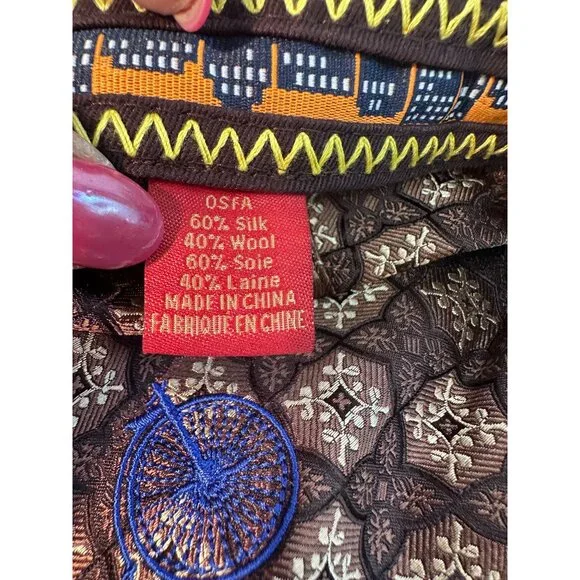 OSFA
60% Silk
40% Wool
60% Soie
40% Laine
MADE IN CHINA
FABRIQUE EN CHINE